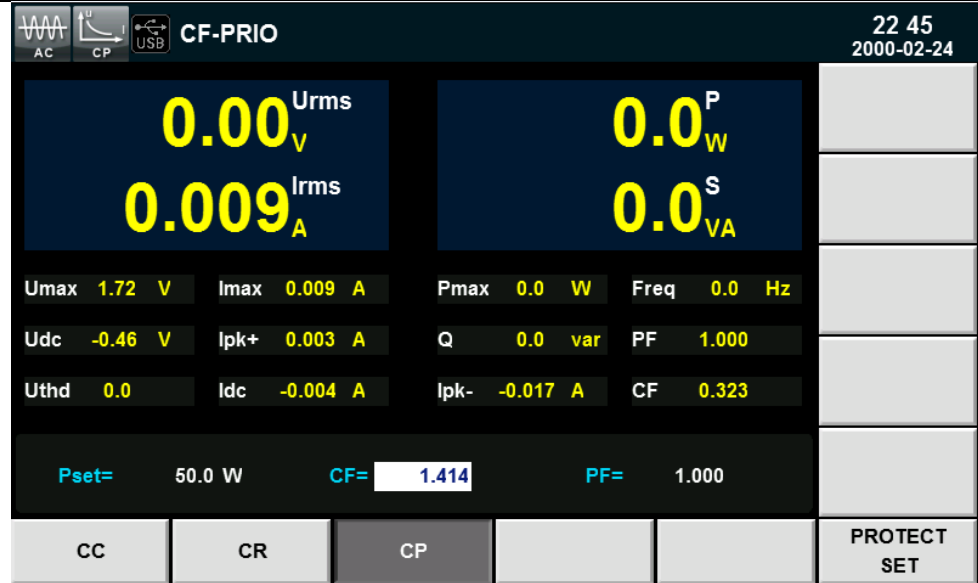 AC CP U I USB CF-PRIO 22 45
2000-02-24
0.00 Urms V 0.0 P W
0.009 Irms A 0.0 S VA
Umax 1.72 V Imax 0.009 A Pmax 0.0 W Freq 0.0 Hz
Udc -0.46 V Ipk+ 0.003 A Q 0.0 var PF 1.000
Uthd 0.0 Idc -0.004 A Ipk- -0.017 A CF 0.323
Pset= 50.0 W CF= 1.414 PF= 1.000
CC CR CP PROTECT SET